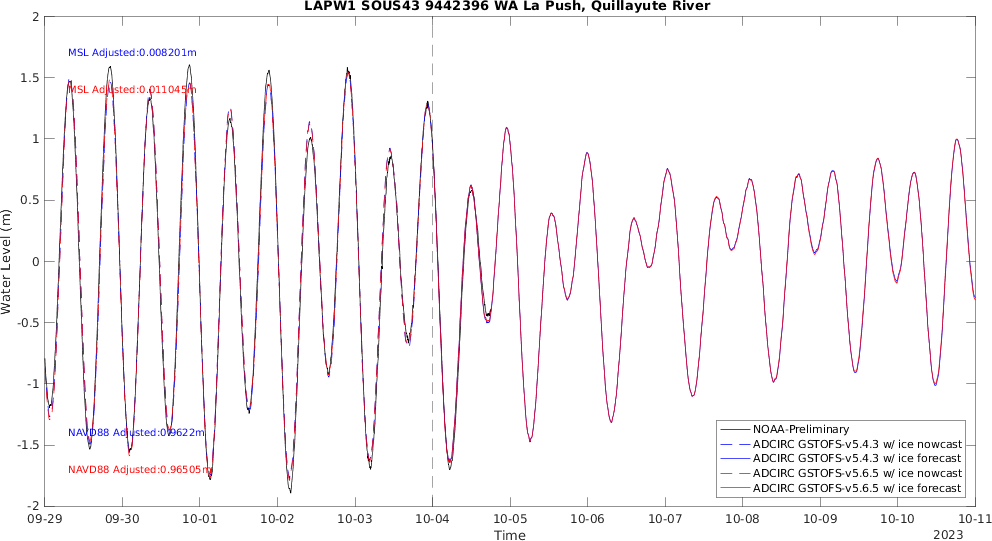 LAPW1 SOUS43 9442396 WA La Push, Quillayute River
MSL Adjusted:0.008201m
MSL Adjusted:0.011045m
NAVD88 Adjusted:0.9622m
NAVD88 Adjusted:0.96505m
Water Level (m)
2
1.5
1
0.5
0
-0.5
-1
-1.5
-2
NOAA-Preliminary
ADCIRC GSTOFS-v5.4.3 w/ ice nowcast
ADCIRC GSTOFS-v5.4.3 w/ ice forecast
ADCIRC GSTOFS-v5.6.5 w/ ice nowcast
ADCIRC GSTOFS-v5.6.5 w/ ice forecast
09-29 09-30 10-01 10-02 10-03 10-04 10-05 10-06 10-07 10-08 10-09 10-10 10-11
Time
2023